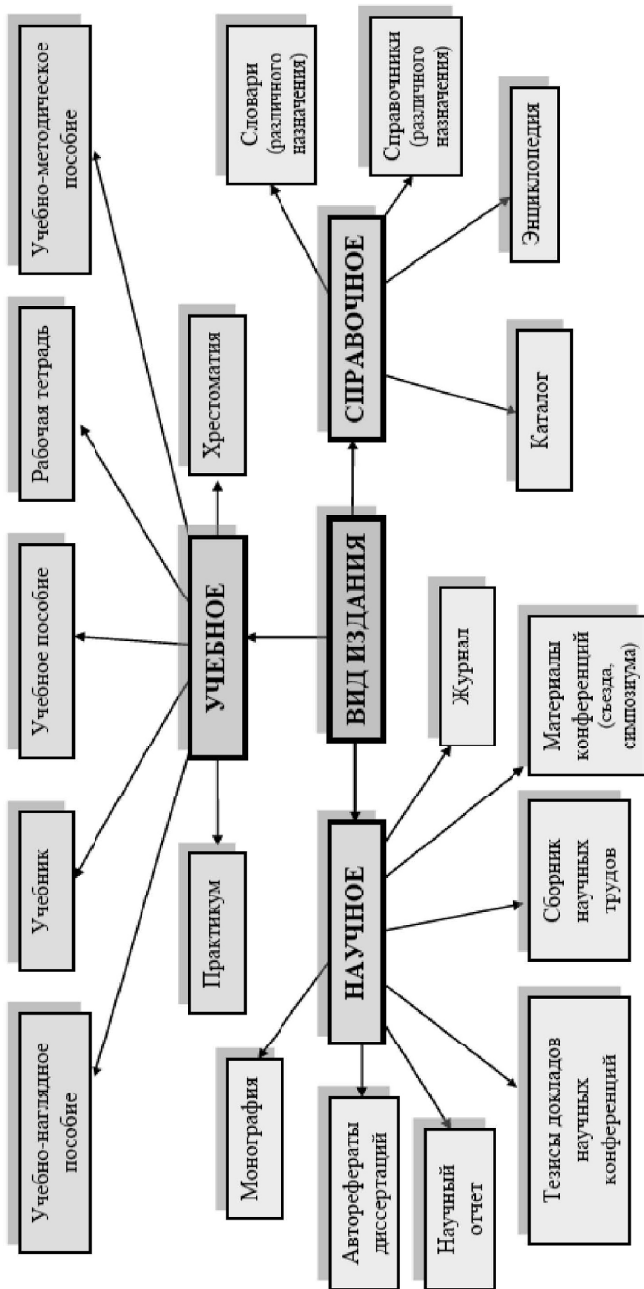 Учебно-наглядное
пособие
Учебник
Учебное пособие
Рабочая тетрадь
Учебно-методическое
пособие
Практикум
УЧЕБНОЕ
Хрестоматия
Монография
Словари
(различного
назначения)
НАУЧНОЕ
ВИД ИЗДАНИЯ
СПРАВОЧНОЕ
Авторефераты
диссертаций
Справочники
(различного
назначения)
Научный
отчет
Журнал
Каталог
Энциклопедия
Тезисы докладов
научных
конференций
Сборник
научных
трудов
Материалы
конференций
(съезда,
симпозиума)